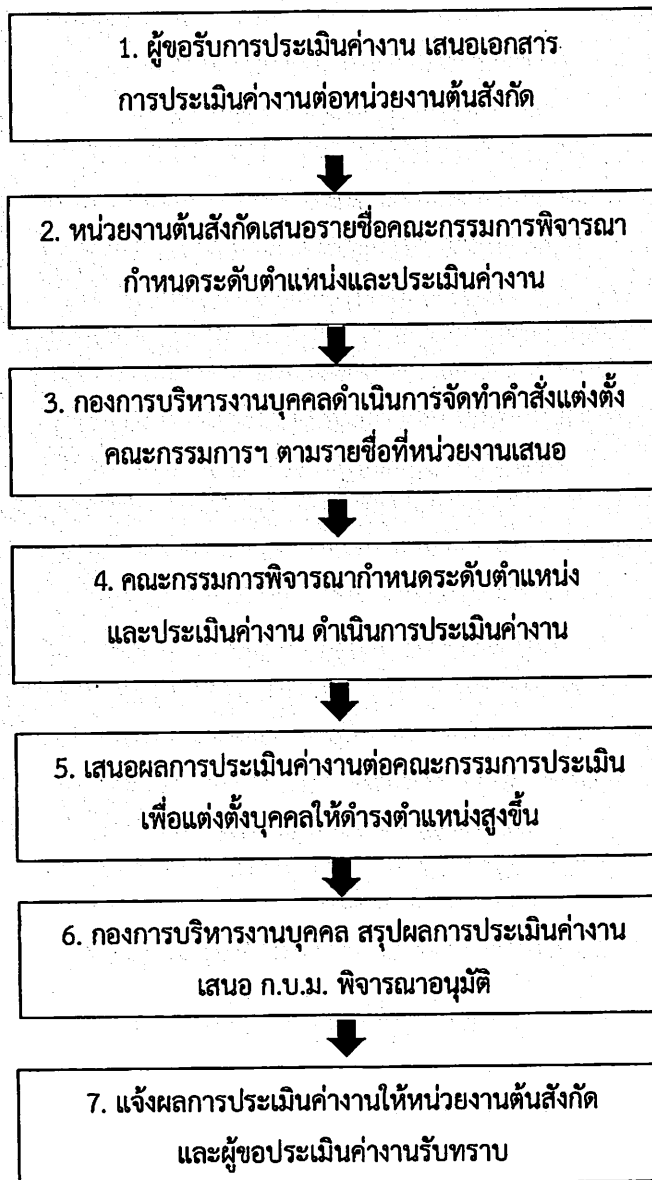 1. ผู้ขอรับการประเมินค่างาน เสนอเอกสาร
การประเมินค่างานต่อหน่วยงานต้นสังกัด
2. หน่วยงานต้นสังกัดเสนอรายชื่อคณะกรรมการพิจารณา
กำหนดระดับตำแหน่งและประเมินค่างาน
3. กองการบริหารงานบุคคลดำเนินการจัดทำคำสั่งแต่งตั้ง
คณะกรรมการฯ ตามรายชื่อที่หน่วยงานเสนอ
4. คณะกรรมการพิจารณากำหนดระดับตำแหน่ง
และประเมินค่างาน ดำเนินการประเมินค่างาน
5. เสนอผลการประเมินค่างานต่อคณะกรรมการประเมิน
เพื่อแต่งตั้งบุคคลให้ดำรงตำแหน่งสูงขึ้น
6. กองการบริหารงานบุคคล สรุปผลการประเมินค่างาน
เสนอ ก.บ.ม. พิจารณาอนุมัติ
7. แจ้งผลการประเมินค่างานให้หน่วยงานต้นสังกัด
และผู้ขอประเมินค่างานรับทราบ